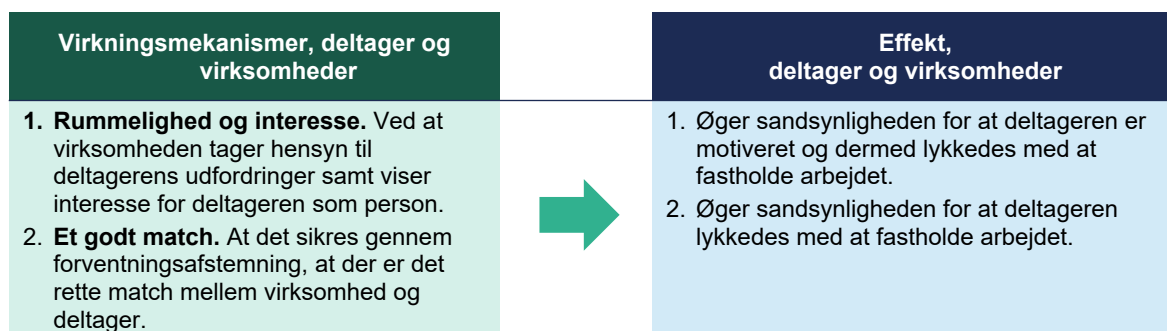 Virkningsmekanismer, deltager og
virksomheder
1. Rummelighed og interesse. Ved at
virksomheden tager hensyn til
deltagerens udfordringer samt viser
interesse for deltageren som person.
2. Et godt match. At det sikres gennem
forventningsafstemning, at der er det
rette match mellem virksomhed og
deltager.
Effekt,
deltager og virksomheder
1. Øger sandsynligheden for at deltageren er
motiveret og dermed lykkedes med at
fastholde arbejdet.
2. Øger sandsynligheden for at deltageren
lykkedes med at fastholde arbejdet.